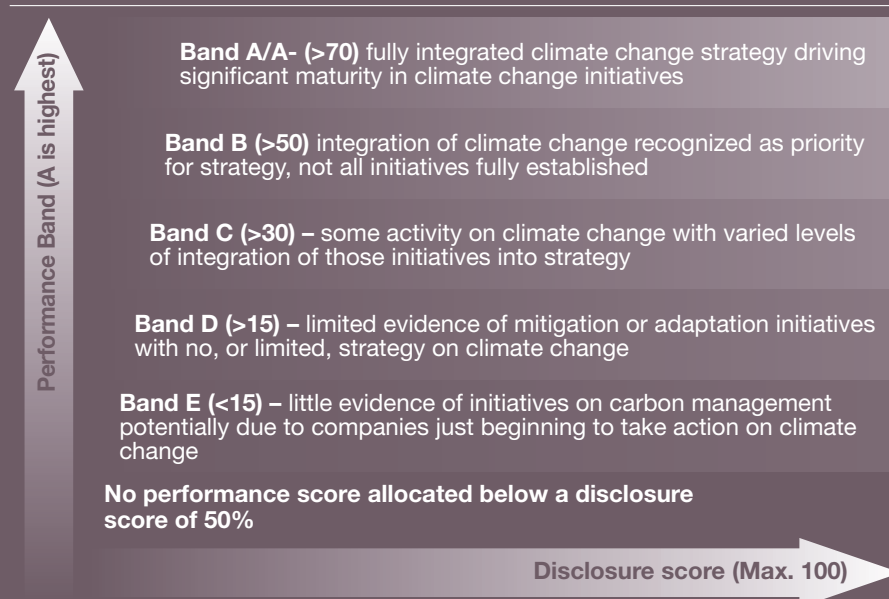 Performance Band (A is highest)
Band A/A- (>70) fully integrated climate change strategy driving
significant maturity in climate change initiatives
Band B (>50) integration of climate change recognized as priority
for strategy, not all initiatives fully established
Band C (>30) – some activity on climate change with varied levels
of integration of those initiatives into strategy
Band D (>15) – limited evidence of mitigation or adaptation initiatives
with no, or limited, strategy on climate change
Band E (<15) – little evidence of initiatives on carbon management
potentially due to companies just beginning to take action on climate
change
No performance score allocated below a disclosure
score of 50%
Disclosure score (Max. 100)